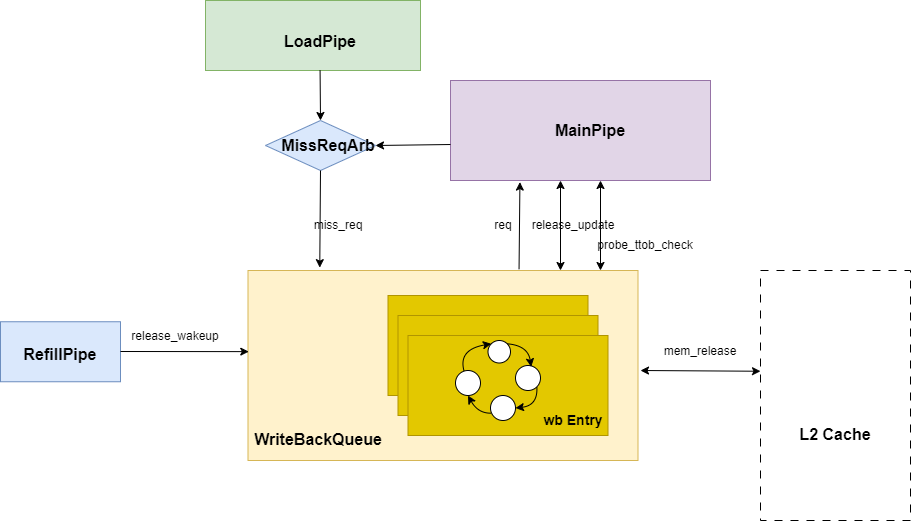 LoadPipe
MainPipe
MissReqArb
miss_req
req
release_update
probe_ttob_check
release_wakeup
RefillPipe
mem_release
wb Entry
WriteBackQueue
L2 Cache